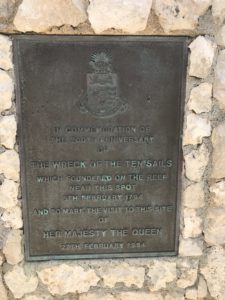 IN COMMEMORATION OF
THE 200TH ANNIVERSARY
OF
THE WRECK OF THE TEN SAILS
WHICH FOUNDERED ON THE REEF
NEAR THIS SPOT
8TH FEBRUARY 1794
AND TO MARK THE VISIT TO THIS SITE
OF
HER MAJESTY THE QUEEN
FEBRUARY 1994